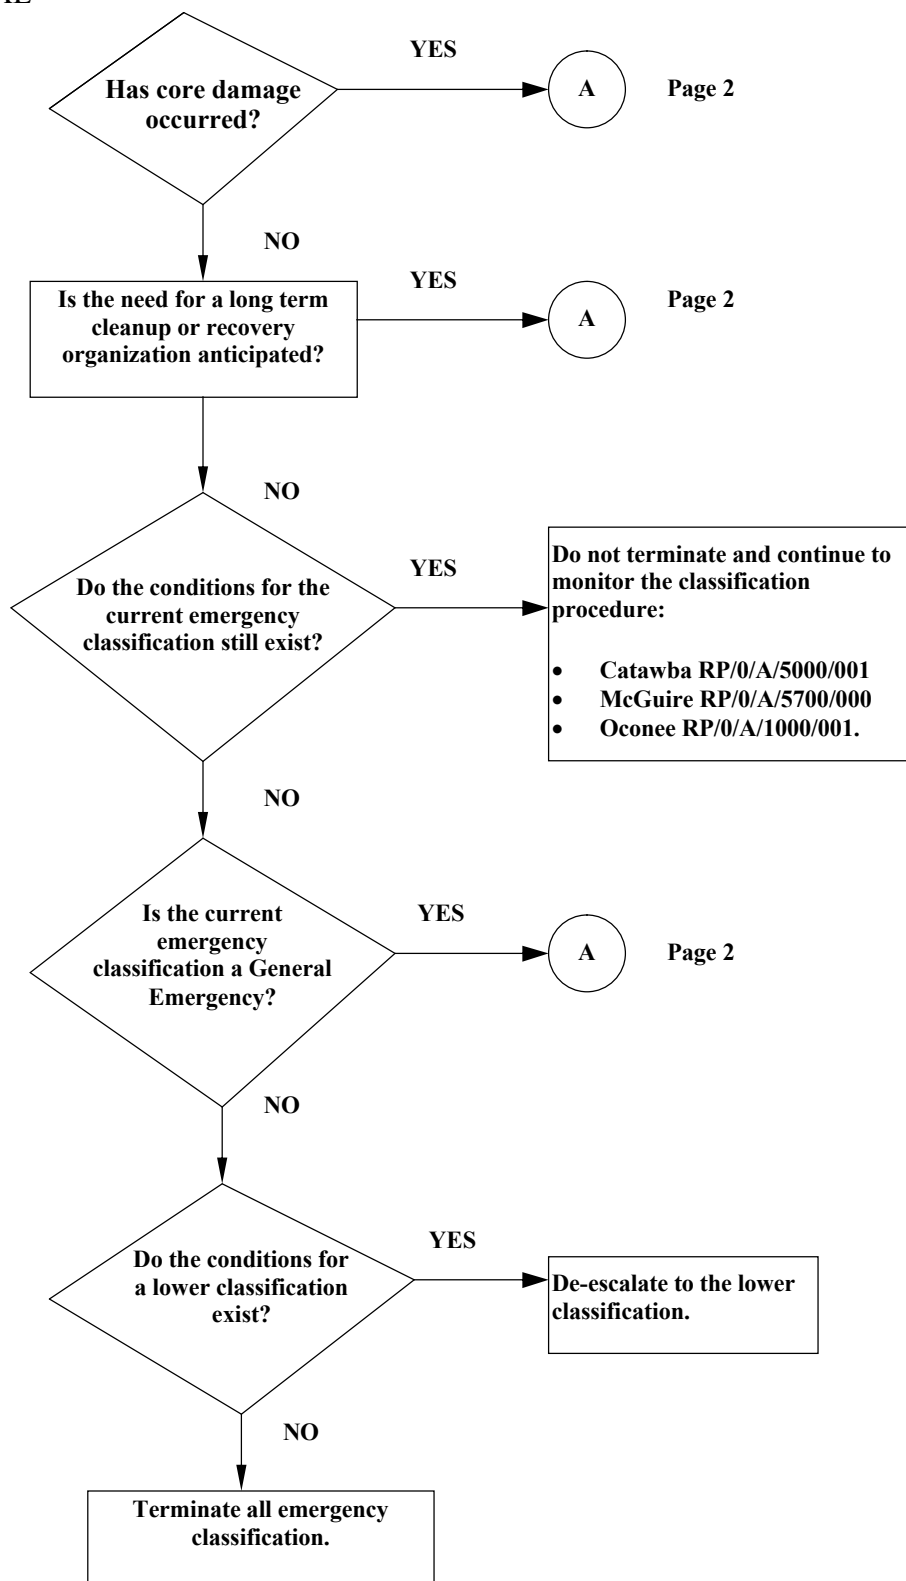 YES
Has core damage
occurred?
A
Page 2
NO
YES
Is the need for a long term
cleanup or recovery
organization anticipated?
A
Page 2
NO
YES
Do the conditions for the
current emergency
classification still exist?
Do not terminate and continue to
monitor the classification
procedure:
• Catawba RP/0/A/5000/001
• McGuire RP/0/A/5700/000
• Oconee RP/0/A/1000/001.
NO
YES
Is the current
emergency
classification a General
Emergency?
A
Page 2
NO
YES
Do the conditions for
a lower classification
exist?
De-escalate to the lower
classification.
NO
Terminate all emergency
classification.